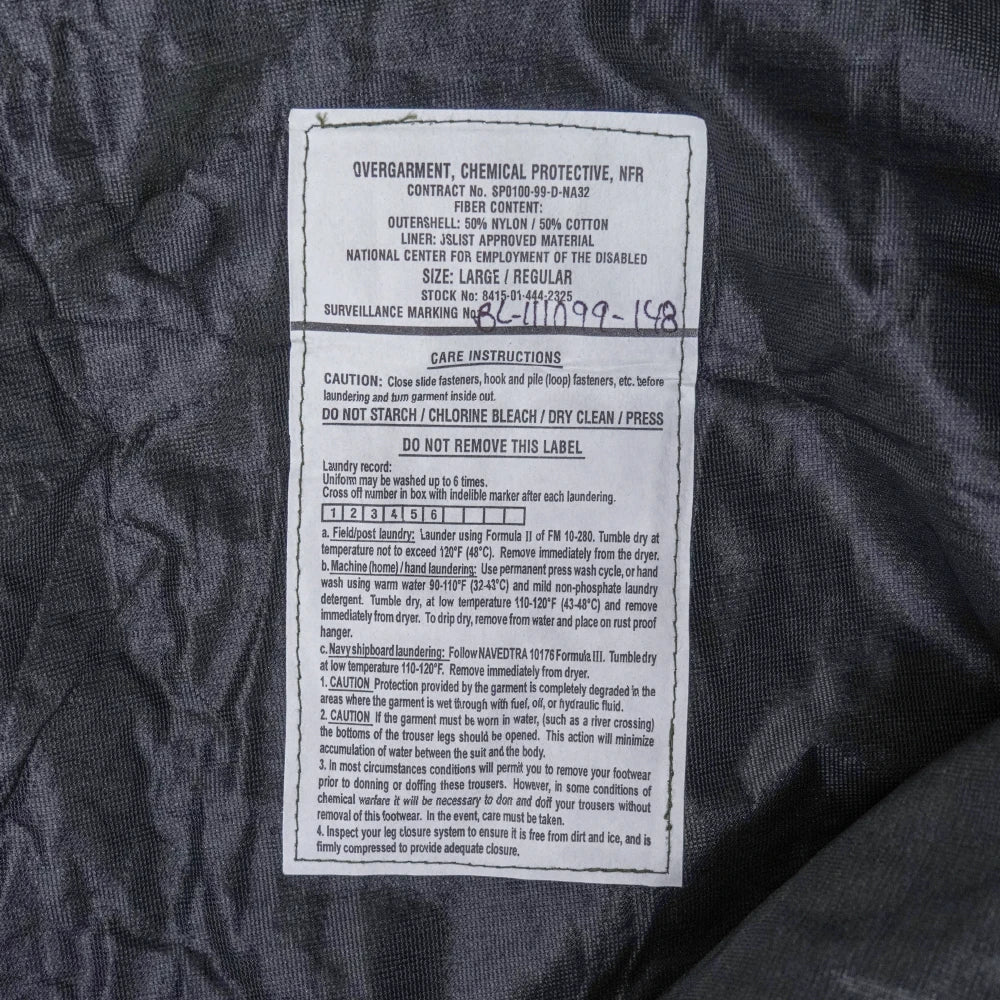 OVERGARMENT, CHEMICAL PROTECTIVE, NFR
CONTRACT No. SP0100-99-D-NA32
FIBER CONTENT:
OUTERSHELL: 50% NYLON / 50% COTTON
LINER: JSLIST APPROVED MATERIAL
NATIONAL CENTER FOR EMPLOYMENT OF THE DISABLED
SIZE: LARGE / REGULAR
STOCK No: 8415-01-444-2325
SURVEILLANCE MARKING No.
CARE INSTRUCTIONS
CAUTION: Close slide fasteners, hook and pile (loop) fasteners, etc. before
laundering and turn garment inside out.
DO NOT STARCH / CHLORINE BLEACH / DRY CLEAN / PRESS
DO NOT REMOVE THIS LABEL
Laundry record:
Uniform may be washed up to 6 times.
Cross off number in box with indelible marker after each laundering.
1 2 3 4 5 6
a. Field/post laundry: Launder using Formula II of FM 10-280. Tumble dry at
temperature not to exceed 120°F (48°C). Remove immediately from the dryer.
b. Machine (home) / hand laundering: Use permanent press wash cycle, or hand
wash using warm water 90-110°F (32-43°C) and mild non-phosphate laundry
detergent. Tumble dry, at low temperature 110-120°F (43-48°C) and remove
immediately from dryer. To drip dry, remove from water and place on rust proof
hanger.
c. Navy shipboard laundering: Follow NAVEDTRA 10176 Formula III. Tumble dry
at low temperature 110-120°F. Remove immediately from dryer.
1. CAUTION Protection provided by the garment is completely degraded in the
areas where the garment is wet through with fuel, oil, or hydraulic fluid.
2. CAUTION If the garment must be worn in water, (such as a river crossing)
the bottoms of the trouser legs should be opened. This action will minimize
accumulation of water between the suit and the body.
3. In most circumstances conditions will permit you to remove your footwear
prior to donning or doffing these trousers. However, in some conditions of
chemical warfare it will be necessary to don and doff your trousers without
removal of this footwear. In the event, care must be taken.
4. Inspect your leg closure system to ensure it is free from dirt and ice, and is
firmly compressed to provide adequate closure.